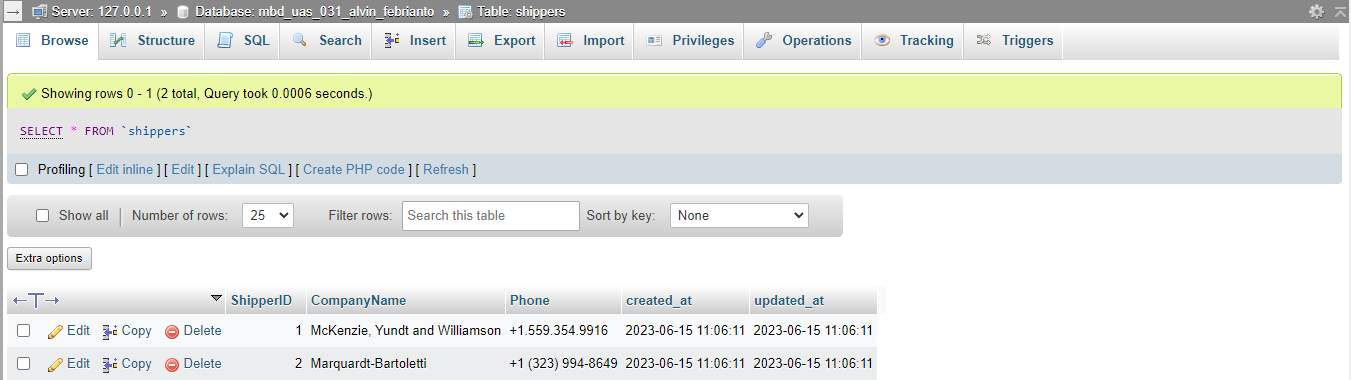 Server: 127.0.0.1 » Database: mbd_uas_031_alvin_febrianto » Table: shippers
Browse Structure SQL Search Insert Export Import Privileges Operations Tracking Triggers
Showing rows 0 - 1 (2 total, Query took 0.0006 seconds.)
SELECT * FROM `shippers`
Profiling [ Edit inline ] [ Edit ] [ Explain SQL ] [ Create PHP code ] [ Refresh ]
Show all Number of rows: 25 Filter rows: Search this table Sort by key: None
Extra options
ShipperID CompanyName Phone created_at updated_at
Edit Copy Delete 1 McKenzie, Yundt and Williamson +1.559.354.9916 2023-06-15 11:06:11 2023-06-15 11:06:11
Edit Copy Delete 2 Marquardt-Bartoletti +1 (323) 994-8649 2023-06-15 11:06:11 2023-06-15 11:06:11